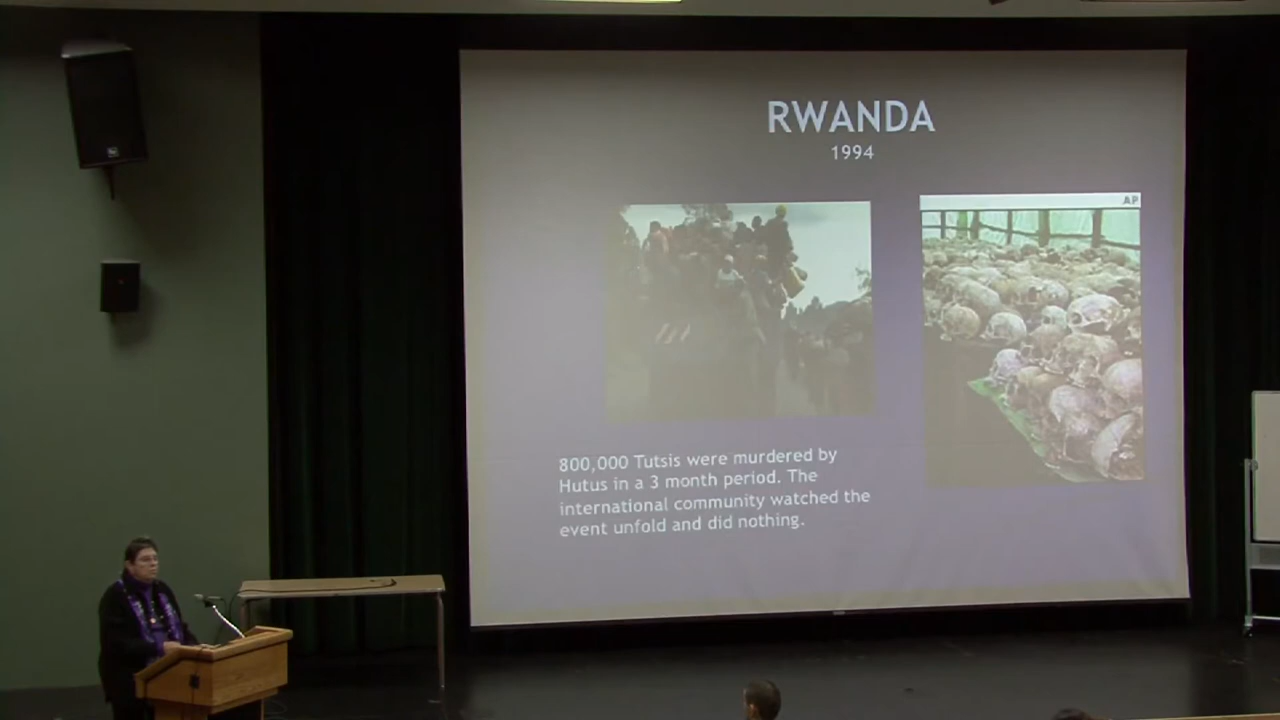 RWANDA
1994
AP
800,000 Tutsis were murdered by
Hutus in a 3 month period. The
international community watched the
event unfold and did nothing.